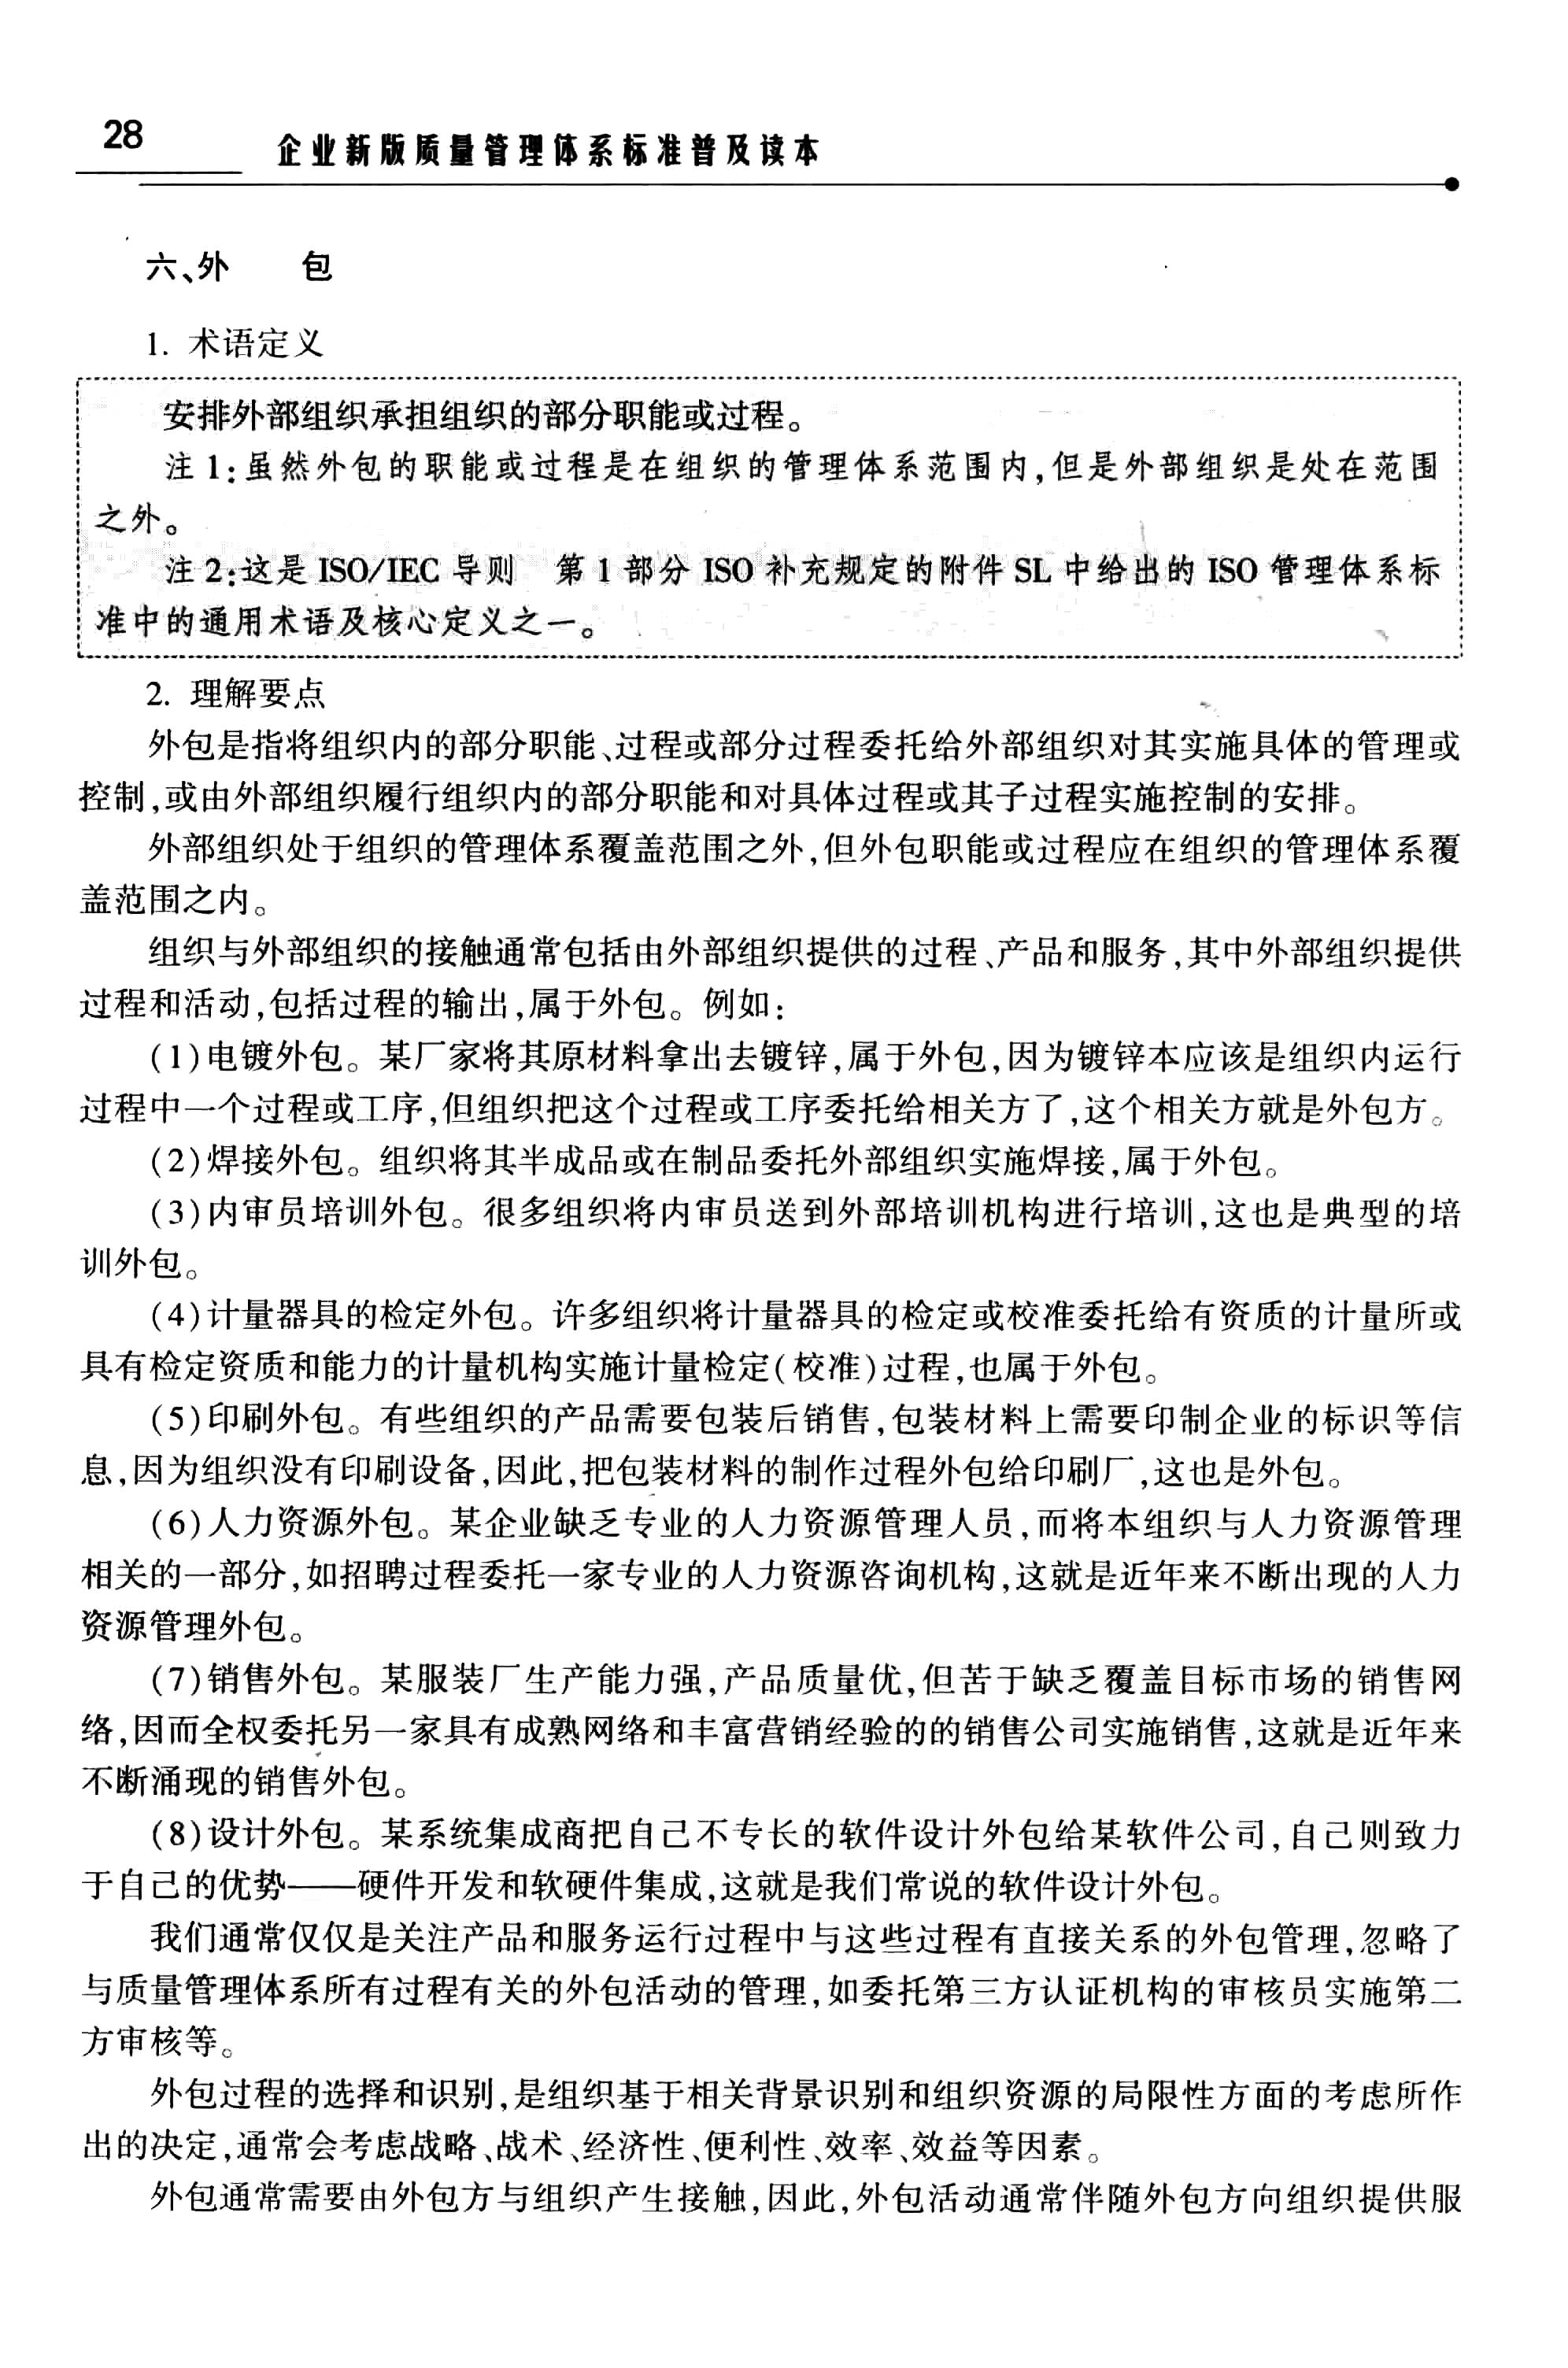 28
企业新版质量管理体系标准普及读本
六、外　　包
1. 术语定义
安排外部组织承担组织的部分职能或过程。
注 1:虽然外包的职能或过程是在组织的管理体系范围内,但是外部组织是处在范围
之外。
注 2:这是 ISO/IEC 导则　第 1 部分 ISO 补充规定的附件 SL 中给出的 ISO 管理体系标
准中的通用术语及核心定义之一。
2. 理解要点
外包是指将组织内的部分职能、过程或部分过程委托给外部组织对其实施具体的管理或
控制,或由外部组织履行组织内的部分职能和对具体过程或其子过程实施控制的安排。
外部组织处于组织的管理体系覆盖范围之外,但外包职能或过程应在组织的管理体系覆
盖范围之内。
组织与外部组织的接触通常包括由外部组织提供的过程、产品和服务,其中外部组织提供
过程和活动,包括过程的输出,属于外包。例如:
(1)电镀外包。某厂家将其原材料拿出去镀锌,属于外包,因为镀锌本应该是组织内运行
过程中一个过程或工序,但组织把这个过程或工序委托给相关方了,这个相关方就是外包方。
(2)焊接外包。组织将其半成品或在制品委托外部组织实施焊接,属于外包。
(3)内审员培训外包。很多组织将内审员送到外部培训机构进行培训,这也是典型的培
训外包。
(4)计量器具的检定外包。许多组织将计量器具的检定或校准委托给有资质的计量所或
具有检定资质和能力的计量机构实施计量检定(校准)过程,也属于外包。
(5)印刷外包。有些组织的产品需要包装后销售,包装材料上需要印制企业的标识等信
息,因为组织没有印刷设备,因此,把包装材料的制作过程外包给印刷厂,这也是外包。
(6)人力资源外包。某企业缺乏专业的人力资源管理人员,而将本组织与人力资源管理
相关的一部分,如招聘过程委托一家专业的人力资源咨询机构,这就是近年来不断出现的人力
资源管理外包。
(7)销售外包。某服装厂生产能力强,产品质量优,但苦于缺乏覆盖目标市场的销售网
络,因而全权委托另一家具有成熟网络和丰富营销经验的的销售公司实施销售,这就是近年来
不断涌现的销售外包。
(8)设计外包。某系统集成商把自己不专长的软件设计外包给某软件公司,自己则致力
于自己的优势——硬件开发和软硬件集成,这就是我们常说的软件设计外包。
我们通常仅仅是关注产品和服务运行过程中与这些过程有直接关系的外包管理,忽略了
与质量管理体系所有过程有关的外包活动的管理,如委托第三方认证机构的审核员实施第二
方审核等。
外包过程的选择和识别,是组织基于相关背景识别和组织资源的局限性方面的考虑所作
出的决定,通常会考虑战略、战术、经济性、便利性、效率、效益等因素。
外包通常需要由外包方与组织产生接触,因此,外包活动通常伴随外包方向组织提供服